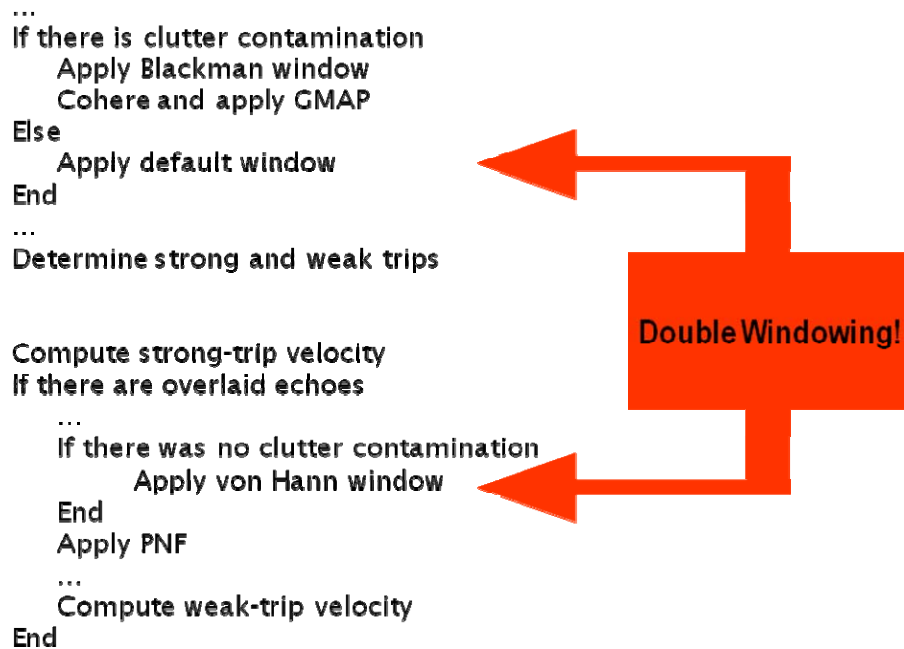 ...
If there is clutter contamination
Apply Blackman window
Cohere and apply GMAP
Else
Apply default window
End
...
Determine strong and weak trips
Compute strong-trip velocity
If there are overlaid echoes
...
If there was no clutter contamination
Apply von Hann window
End
Apply PNF
...
Compute weak-trip velocity
End
Double Windowing!